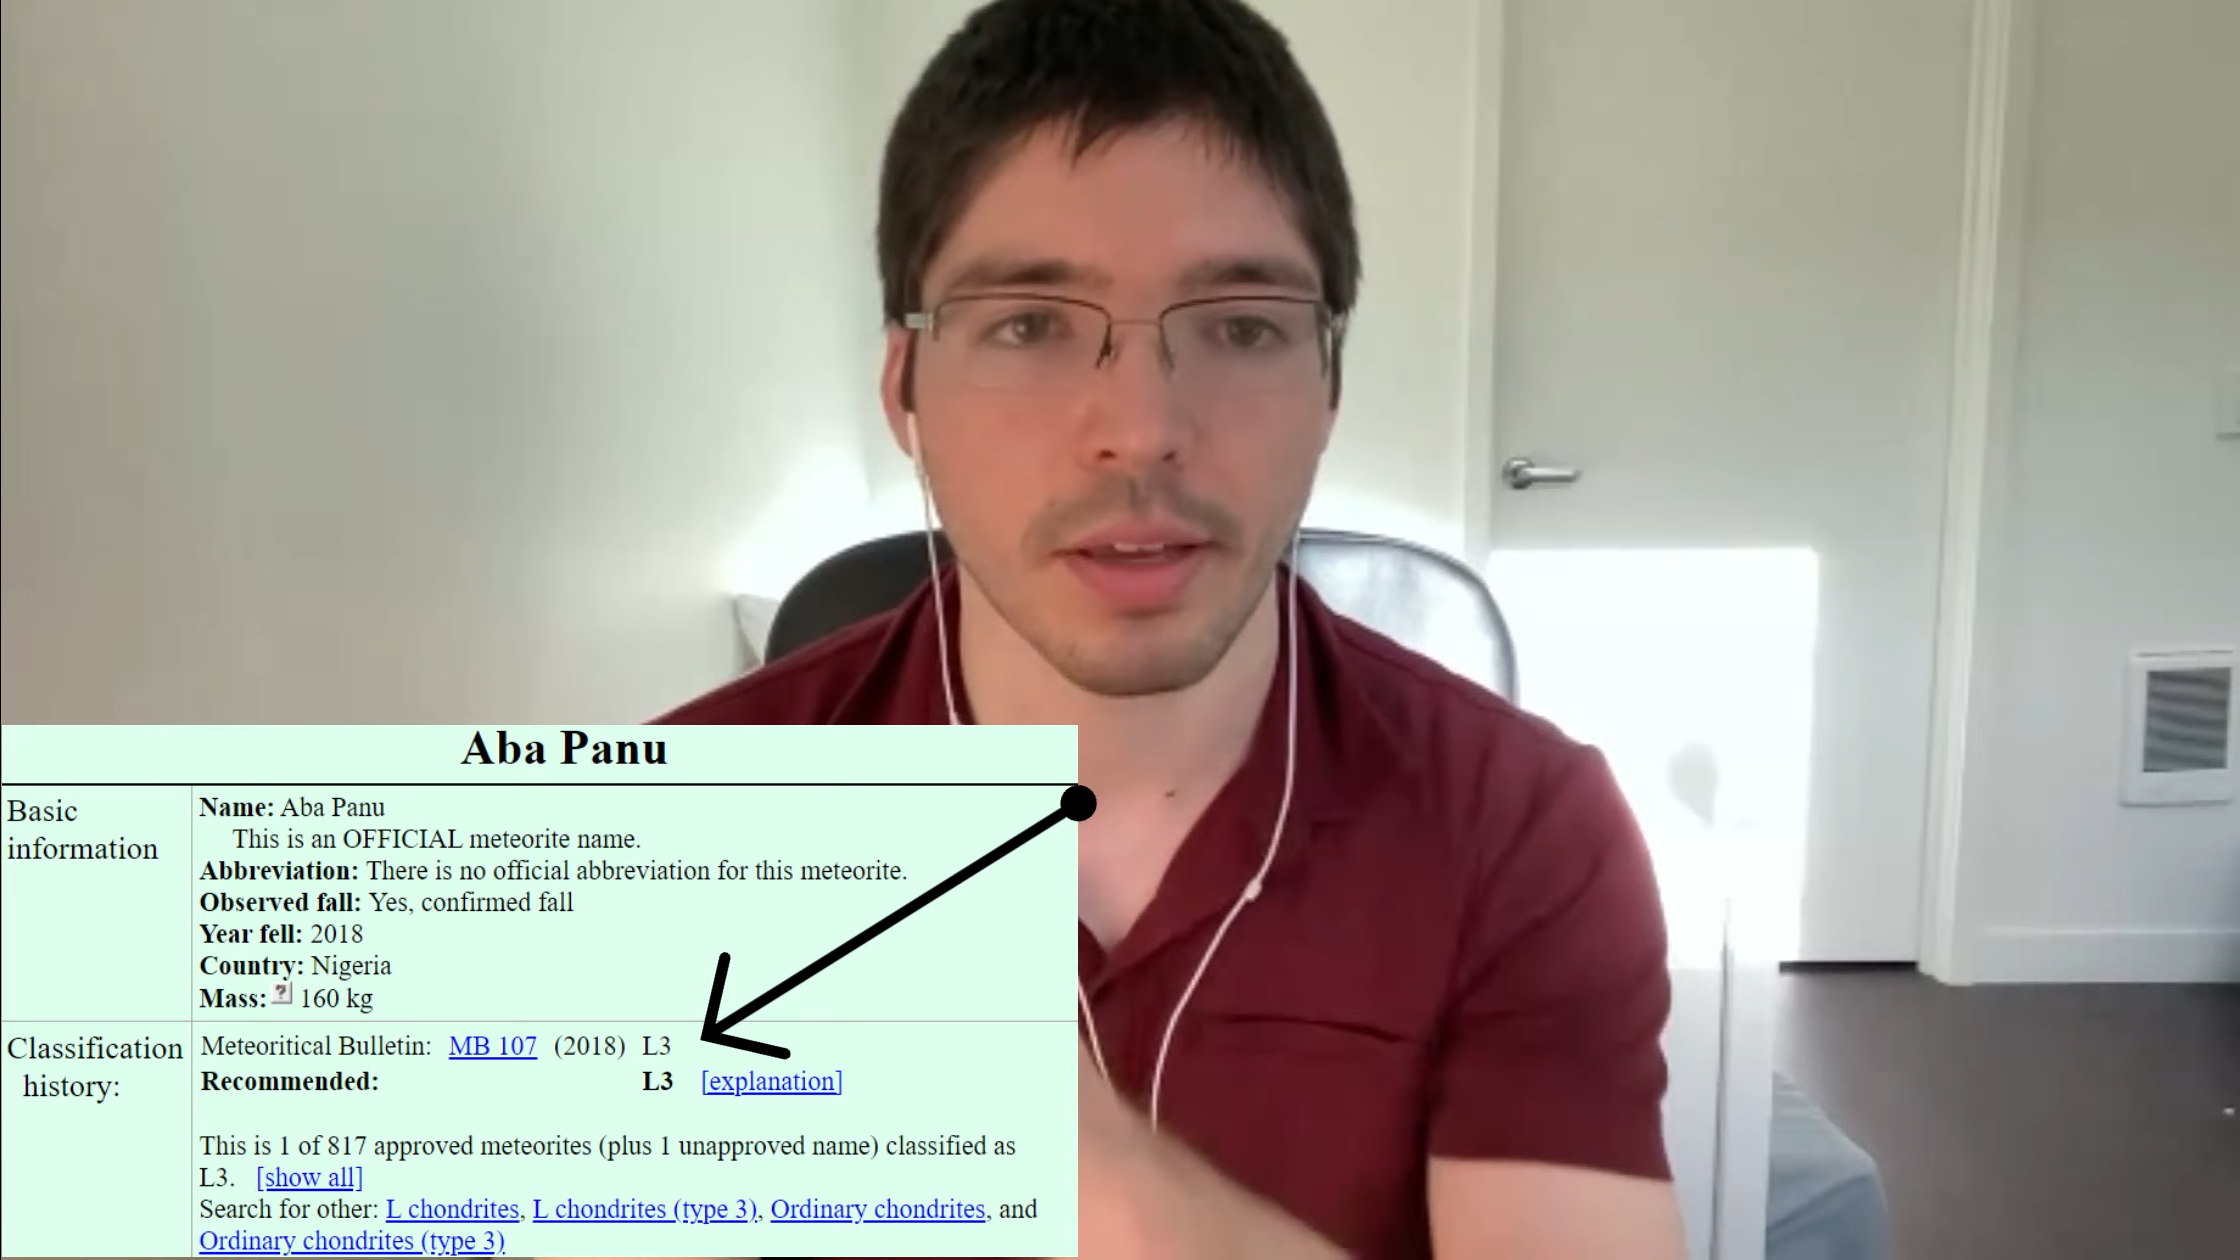 Aba Panu
Basic
information
Name: Aba Panu
This is an OFFICIAL meteorite name.
Abbreviation: There is no official abbreviation for this meteorite.
Observed fall: Yes, confirmed fall
Year fell: 2018
Country: Nigeria
Mass: ? 160 kg
Classification
history:
Meteoritical Bulletin: MB 107 (2018) L3
Recommended: L3 [explanation]
This is 1 of 817 approved meteorites (plus 1 unapproved name) classified as
L3. [show all]
Search for other: L chondrites, L chondrites (type 3), Ordinary chondrites, and
Ordinary chondrites (type 3)